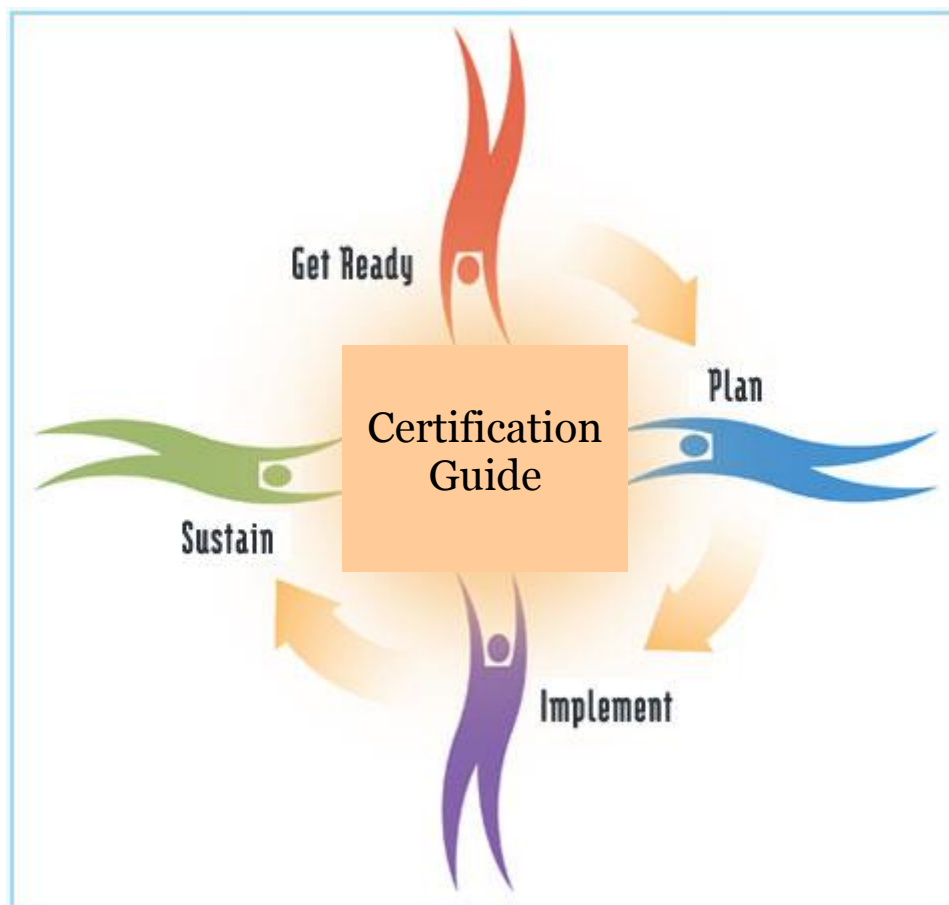 Get Ready
Plan
Certification
Guide
Sustain
Implement